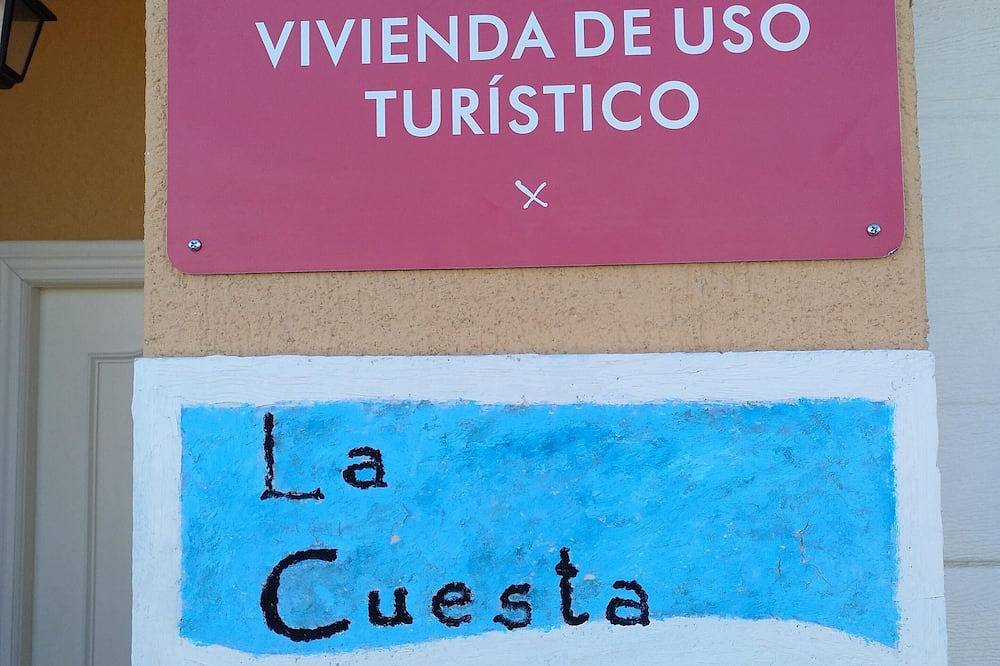 VIVIENDA DE USO
TURÍSTICO
La
Cuesta